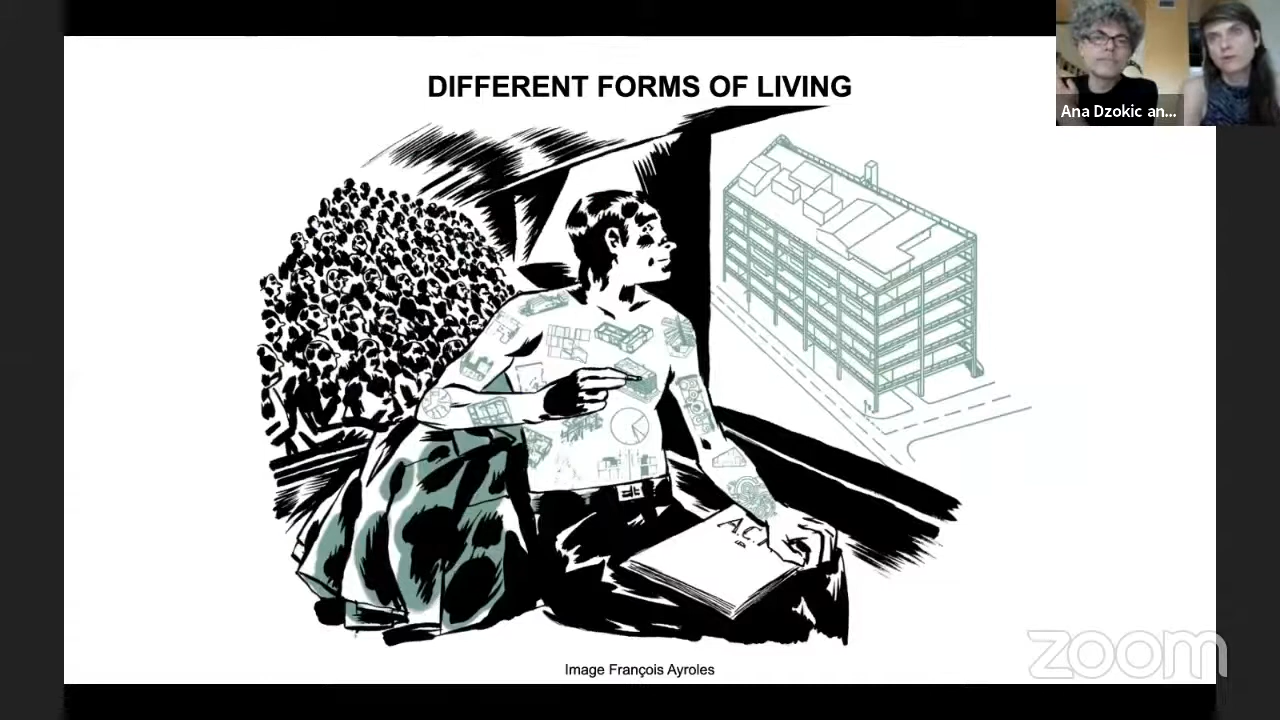 DIFFERENT FORMS OF LIVING
Ana Dzokic an...
Image François Ayroles
zoom